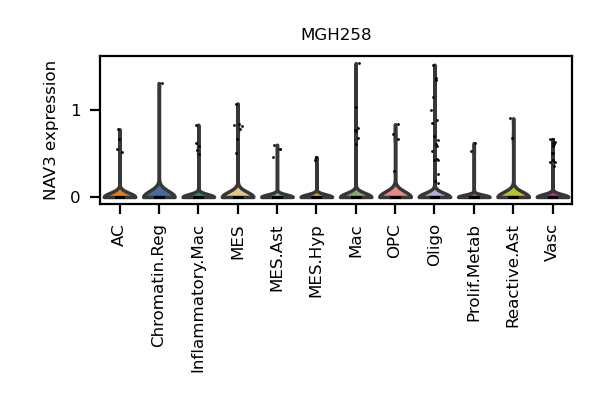 MGH258
NAV3 expression
1
0
AC
Chromatin.Reg
Inflammatory.Mac
MES
MES.Ast
MES.Hyp
Mac
OPC
Oligo
Prolif.Metab
Reactive.Ast
Vasc